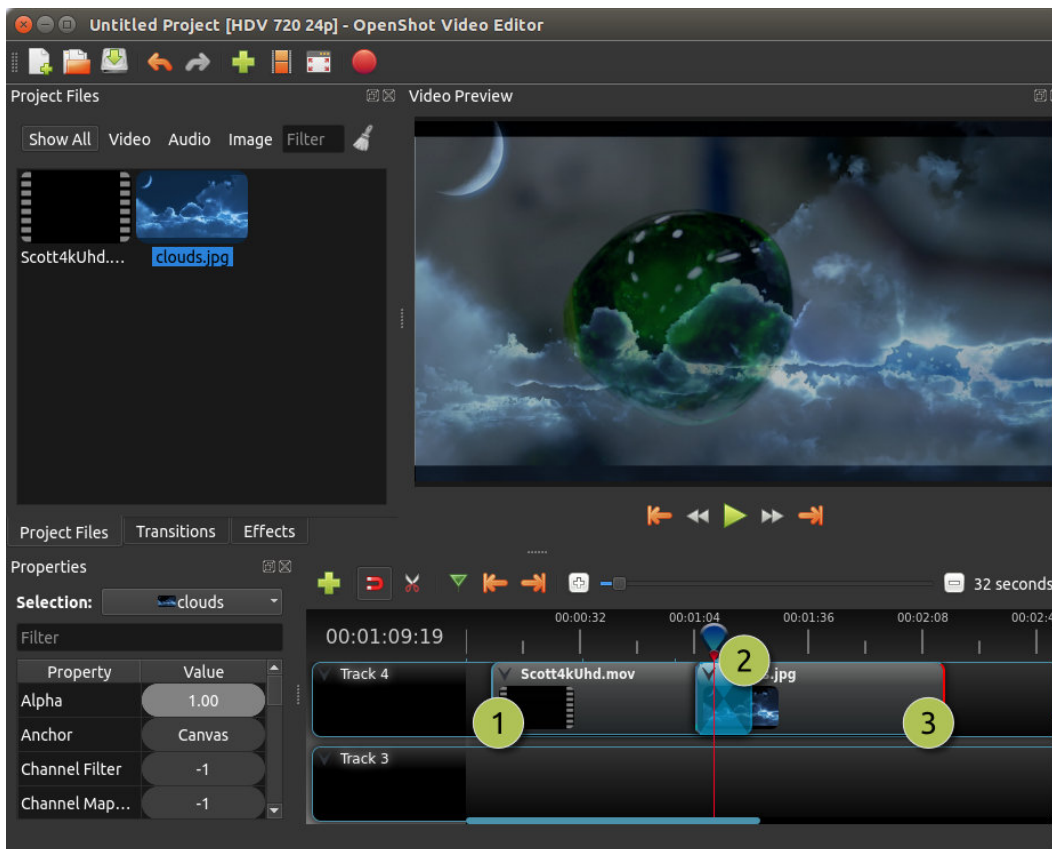 Untitled Project [HDV 720 24p] - OpenShot Video Editor
Project Files
Video Preview
Show All Video Audio Image Filter
Scott4kUhd.... clouds.jpg
Project Files Transitions Effects
Properties
Selection: clouds
Filter
Property Value
Alpha 1.00
Anchor Canvas
Channel Filter -1
Channel Map... -1
32 seconds
00:01:09:19
00:00:32 00:01:04 00:01:36 00:02:08 00:02:4
Track 4
Scott4kUhd.mov
.jpg
1
2
3
Track 3